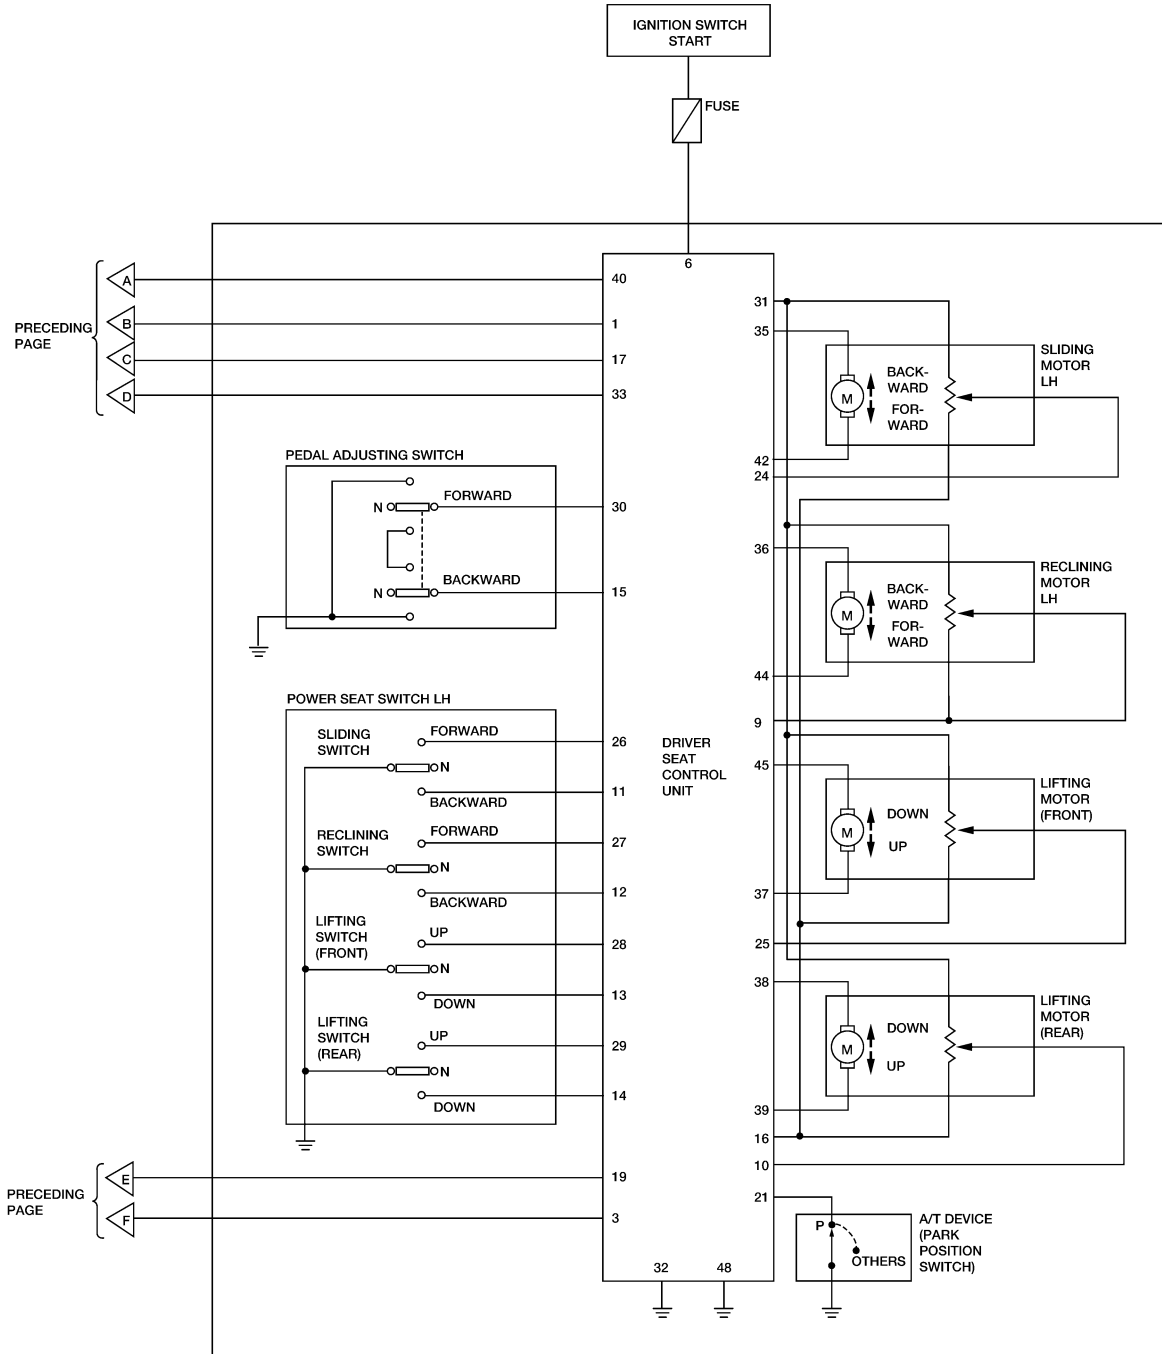 IGNITION SWITCH
START
FUSE
6
PRECEDING
PAGE
A
B
C
D
40
1
17
33
PEDAL ADJUSTING SWITCH
N
FORWARD
30
N
BACKWARD
15
POWER SEAT SWITCH LH
SLIDING
SWITCH
FORWARD
N
BACKWARD
26
11
RECLINING
SWITCH
FORWARD
N
BACKWARD
27
12
LIFTING
SWITCH
(FRONT)
UP
N
DOWN
28
13
LIFTING
SWITCH
(REAR)
UP
N
DOWN
29
14
PRECEDING
PAGE
E
F
19
3
DRIVER
SEAT
CONTROL
UNIT
32
48
31
35
M
BACK-
WARD
FOR-
WARD
SLIDING
MOTOR
LH
42
24
36
M
BACK-
WARD
FOR-
WARD
RECLINING
MOTOR
LH
44
9
45
M
DOWN
UP
LIFTING
MOTOR
(FRONT)
37
25
38
M
DOWN
UP
LIFTING
MOTOR
(REAR)
39
16
10
21
P
OTHERS
A/T DEVICE
(PARK
POSITION
SWITCH)